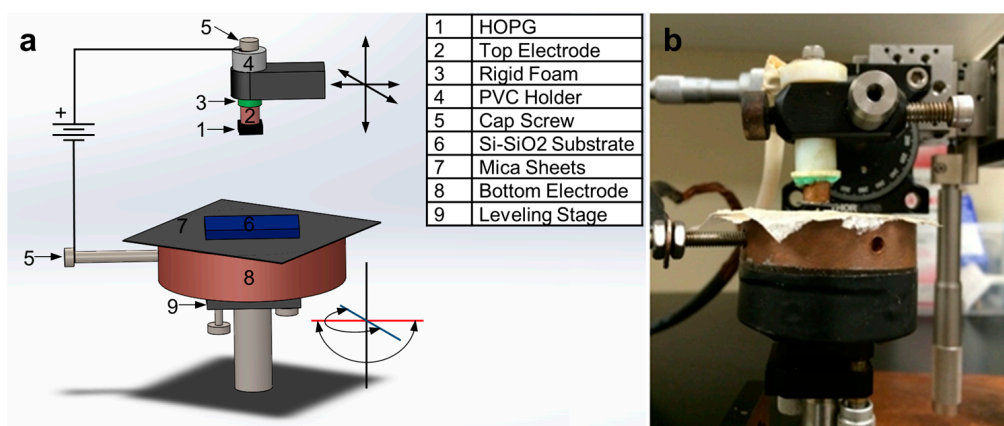 a
5
4
3
2
1
+
7
6
5
8
9
1 HOPG
2 Top Electrode
3 Rigid Foam
4 PVC Holder
5 Cap Screw
6 Si-SiO2 Substrate
7 Mica Sheets
8 Bottom Electrode
9 Leveling Stage
b